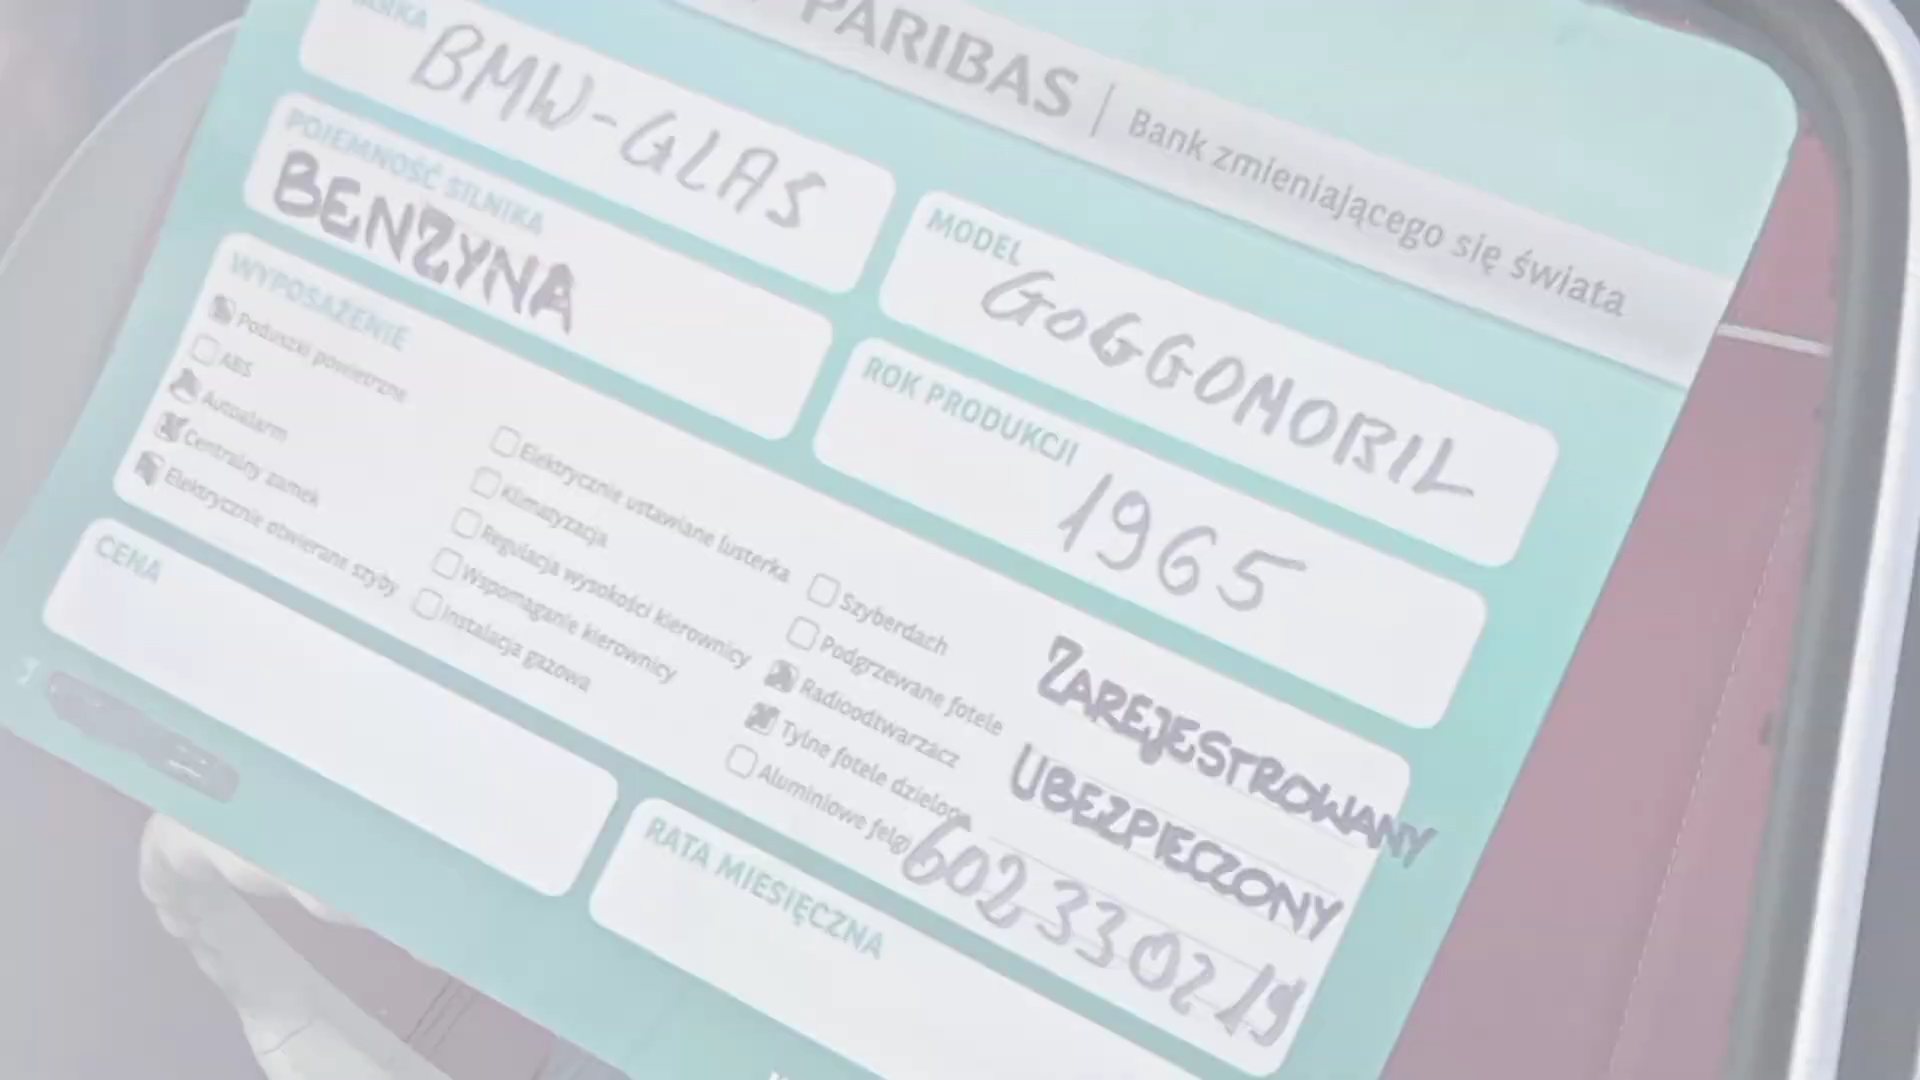 PARIBAS | Bank zmieniającego się świata
MARKA
BMW-GLAS
MODEL
GOGGOMOBIL
POJEMNOŚĆ SILNIKA
BENZYNA
ROK PRODUKCJI
1965
WYPOSAŻENIE
Poduszki powietrzne
ABS
Autoalarm
Centralny zamek
Elektrycznie otwierane szyby
Elektrycznie ustawiane lusterka
Klimatyzacja
Regulacja wysokości kierownicy
Wspomaganie kierownicy
Instalacja gazowa
Szyberdach
Podgrzewane fotele
Radioodtwarzacz
Tylne fotele dzielone
Aluminiowe felgi
ZAREJESTROWANY
UBEZPIECZONY
602330219
CENA
RATA MIESIĘCZNA